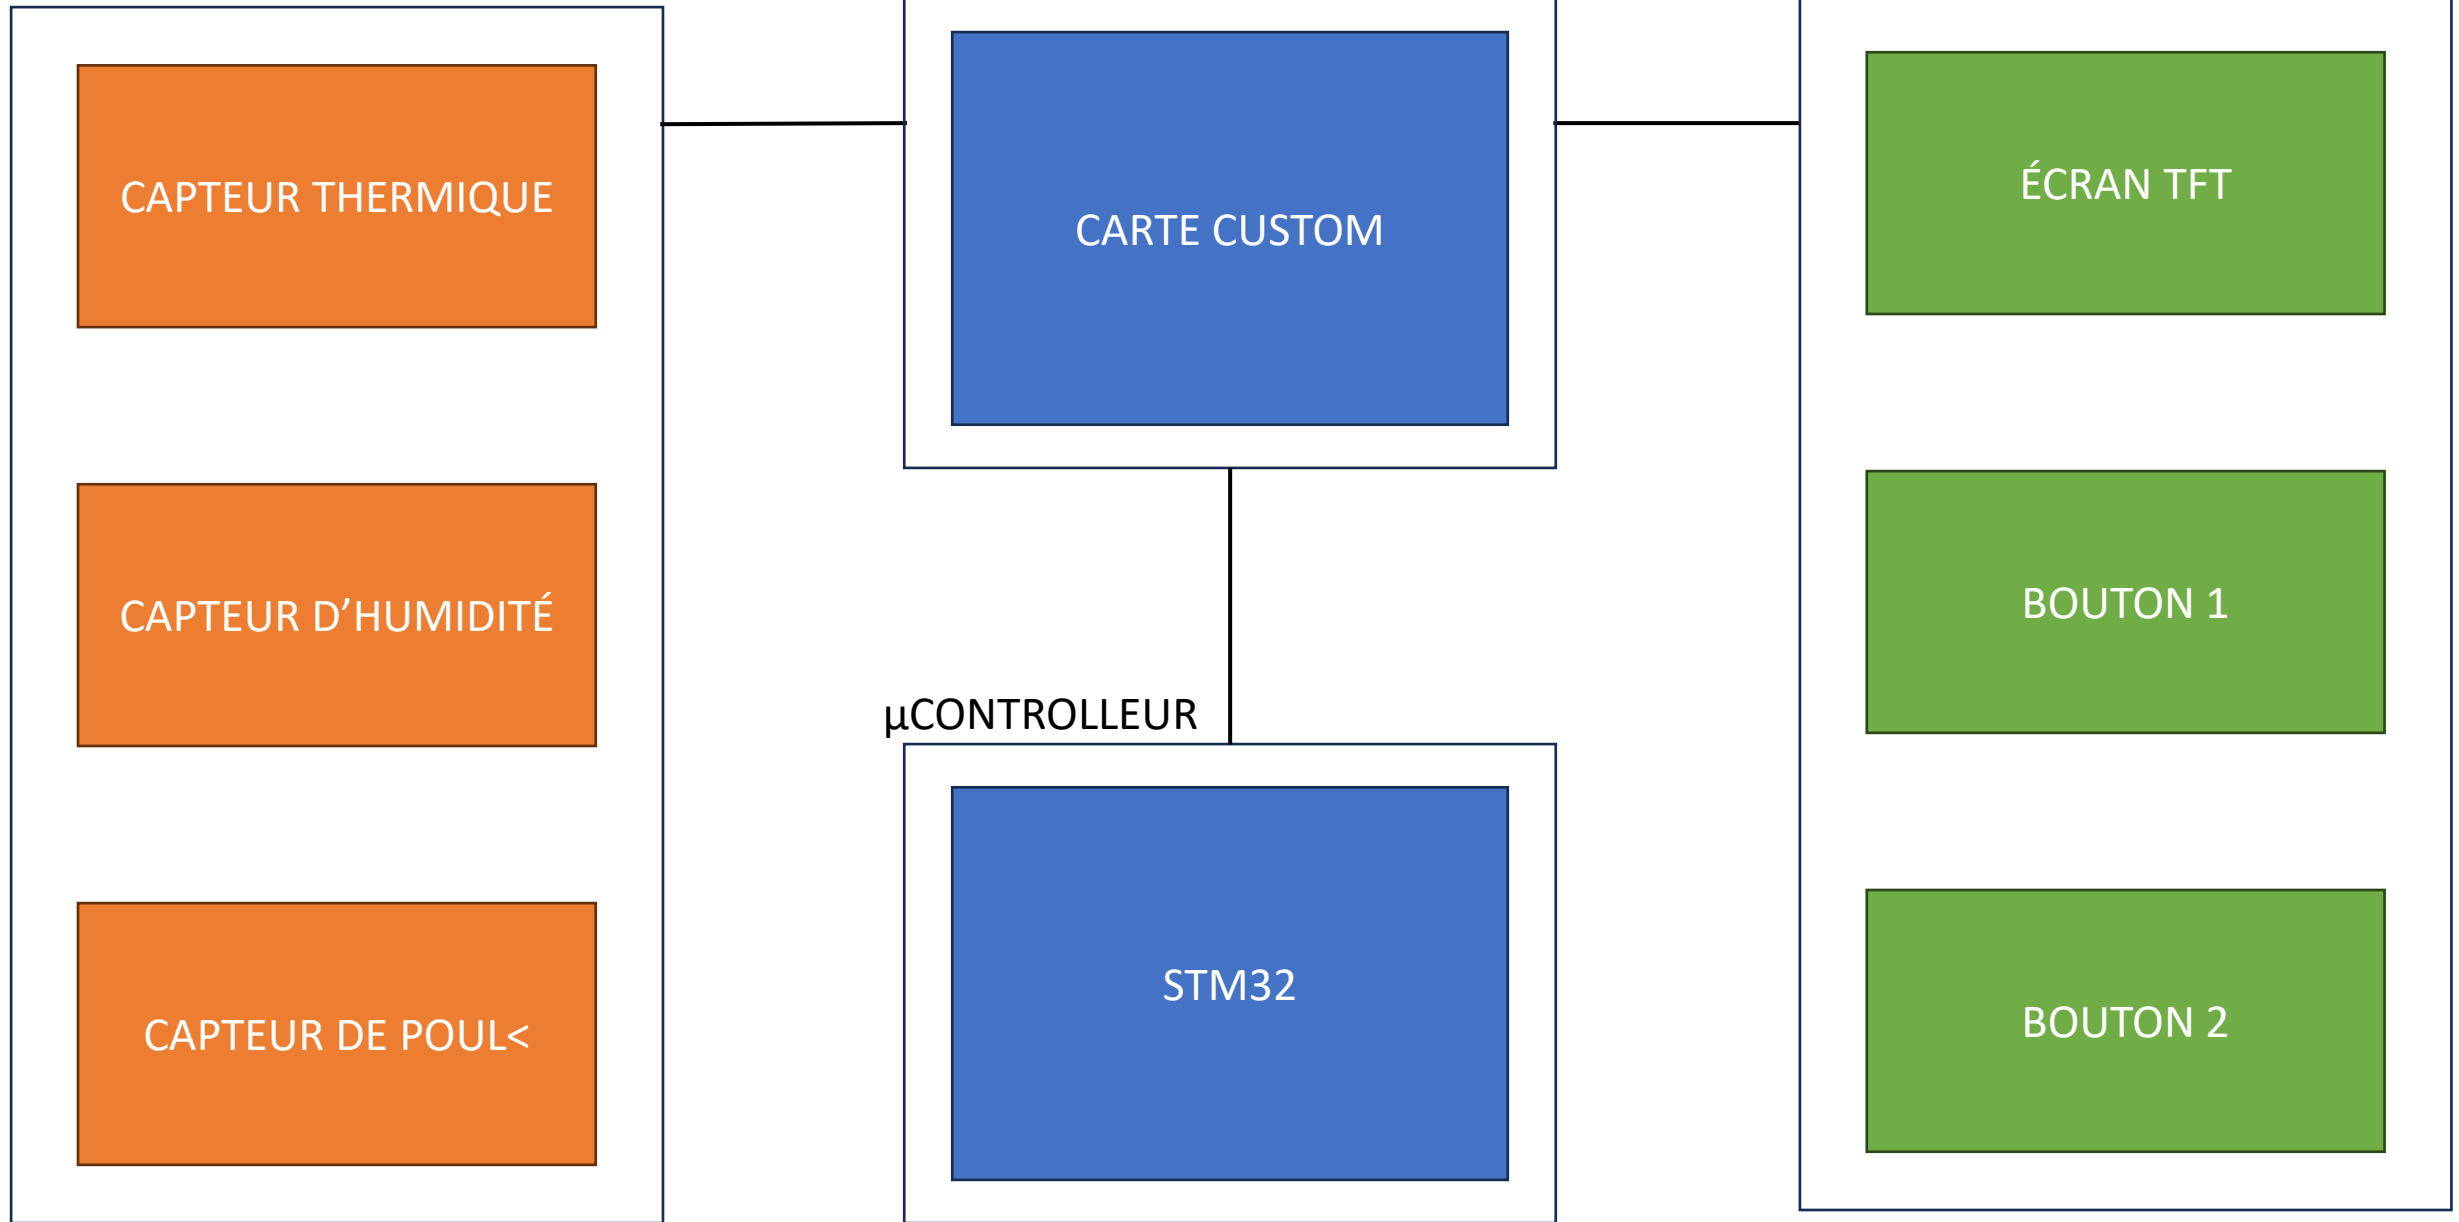 CAPTEUR THERMIQUE
CAPTEUR D’HUMIDITÉ
CAPTEUR DE POUL<
CARTE CUSTOM
µCONTROLLEUR
STM32
ÉCRAN TFT
BOUTON 1
BOUTON 2